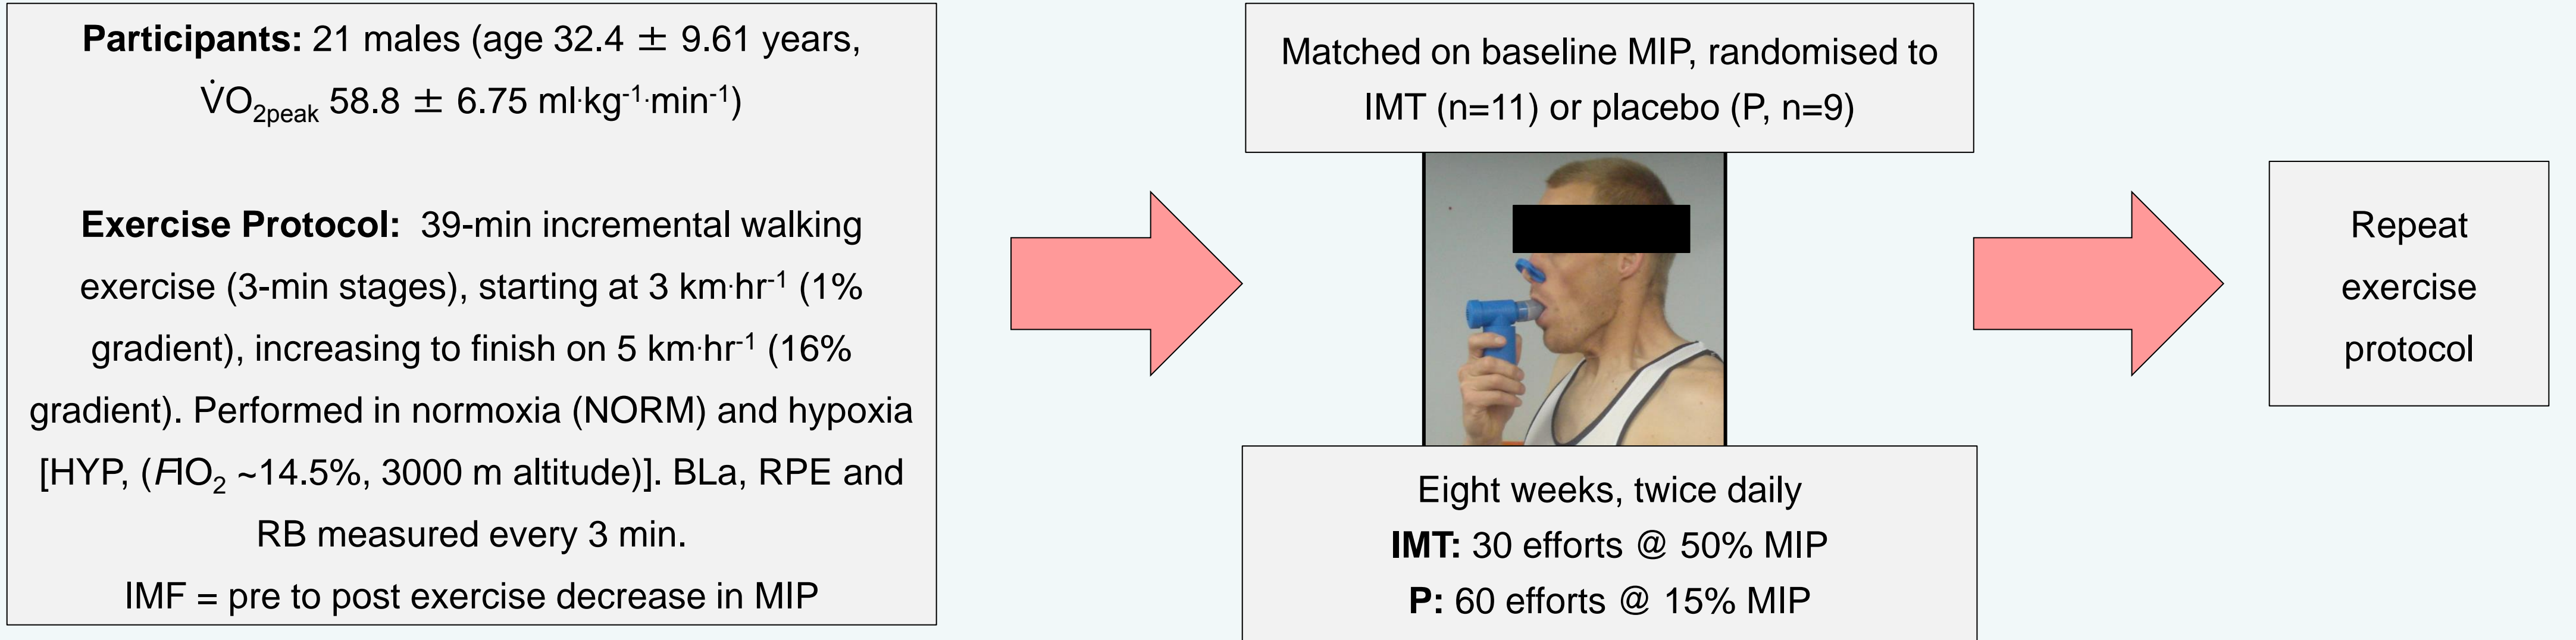 Participants: 21 males (age 32.4 ± 9.61 years,
V̇O₂peak 58.8 ± 6.75 ml·kg⁻¹·min⁻¹)
Exercise Protocol: 39-min incremental walking
exercise (3-min stages), starting at 3 km·hr⁻¹ (1%
gradient), increasing to finish on 5 km·hr⁻¹ (16%
gradient). Performed in normoxia (NORM) and hypoxia
[HYP, (FIO₂ ~14.5%, 3000 m altitude)]. BLa, RPE and
RB measured every 3 min.
IMF = pre to post exercise decrease in MIP
Matched on baseline MIP, randomised to
IMT (n=11) or placebo (P, n=9)
Eight weeks, twice daily
IMT: 30 efforts @ 50% MIP
P: 60 efforts @ 15% MIP
Repeat
exercise
protocol